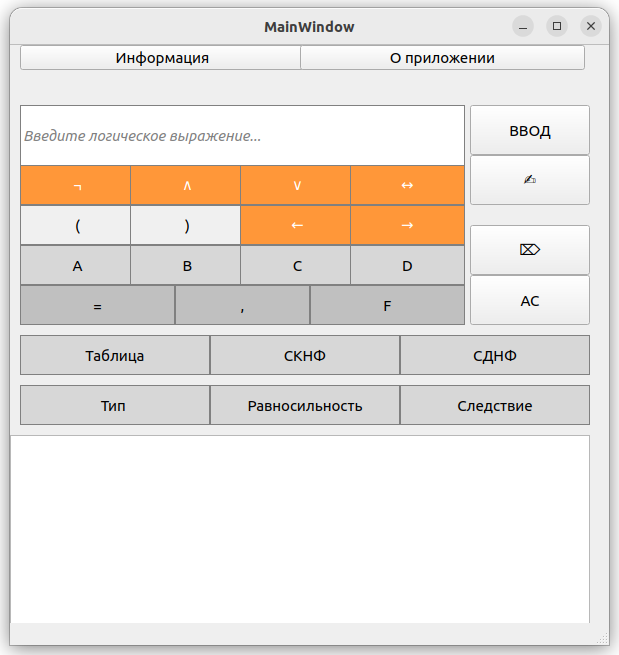 MainWindow
Информация О приложении
Введите логическое выражение...
ВВОД
¬ ∧ ∨ ↔
✍
( ) ← →
⌦
A B C D
= , F
AC
Таблица СКНФ СДНФ
Тип Равносильность Следствие